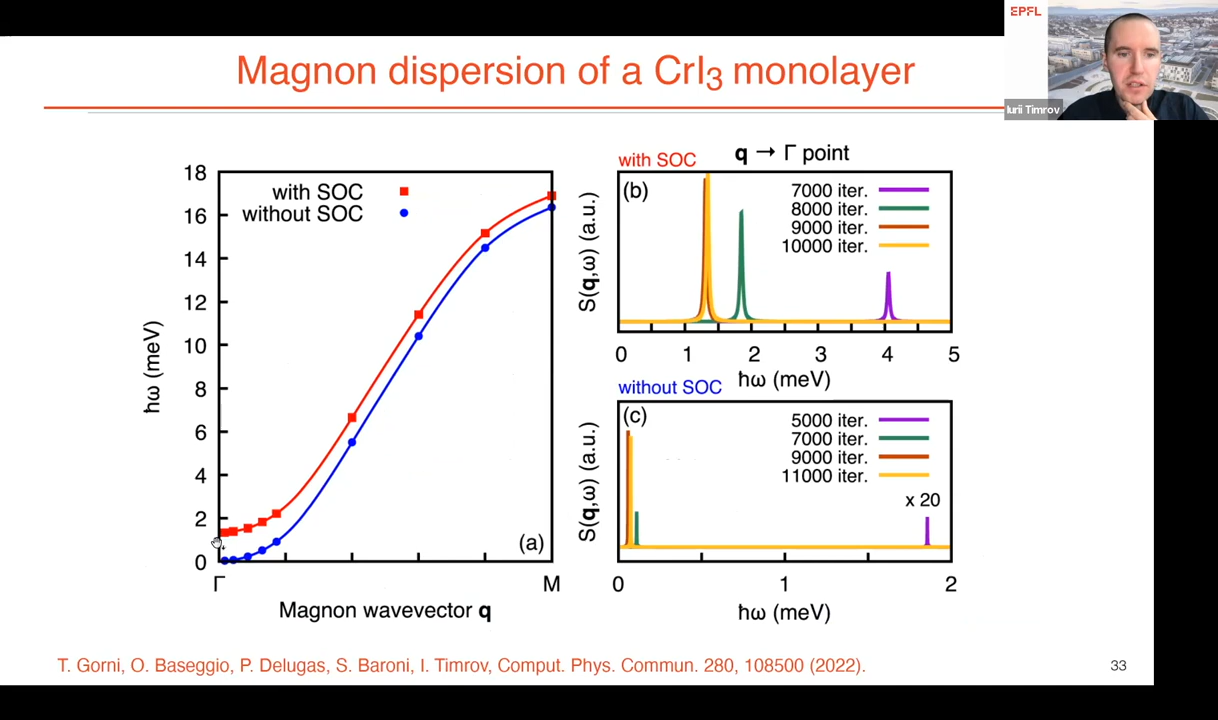 EPFL
Iurii Timrov
Magnon dispersion of a CrI3 monolayer
18
16
14
12
10
8
6
4
2
0
ħω (meV)
with SOC
without SOC
(a)
Γ
M
Magnon wavevector q
with SOC
q → Γ point
(b)
S(q,ω) (a.u.)
7000 iter.
8000 iter.
9000 iter.
10000 iter.
0 1 2 3 4 5
ħω (meV)
without SOC
(c)
S(q,ω) (a.u.)
5000 iter.
7000 iter.
9000 iter.
11000 iter.
x 20
0 1 2
ħω (meV)
T. Gorni, O. Baseggio, P. Delugas, S. Baroni, I. Timrov, Comput. Phys. Commun. 280, 108500 (2022).
33